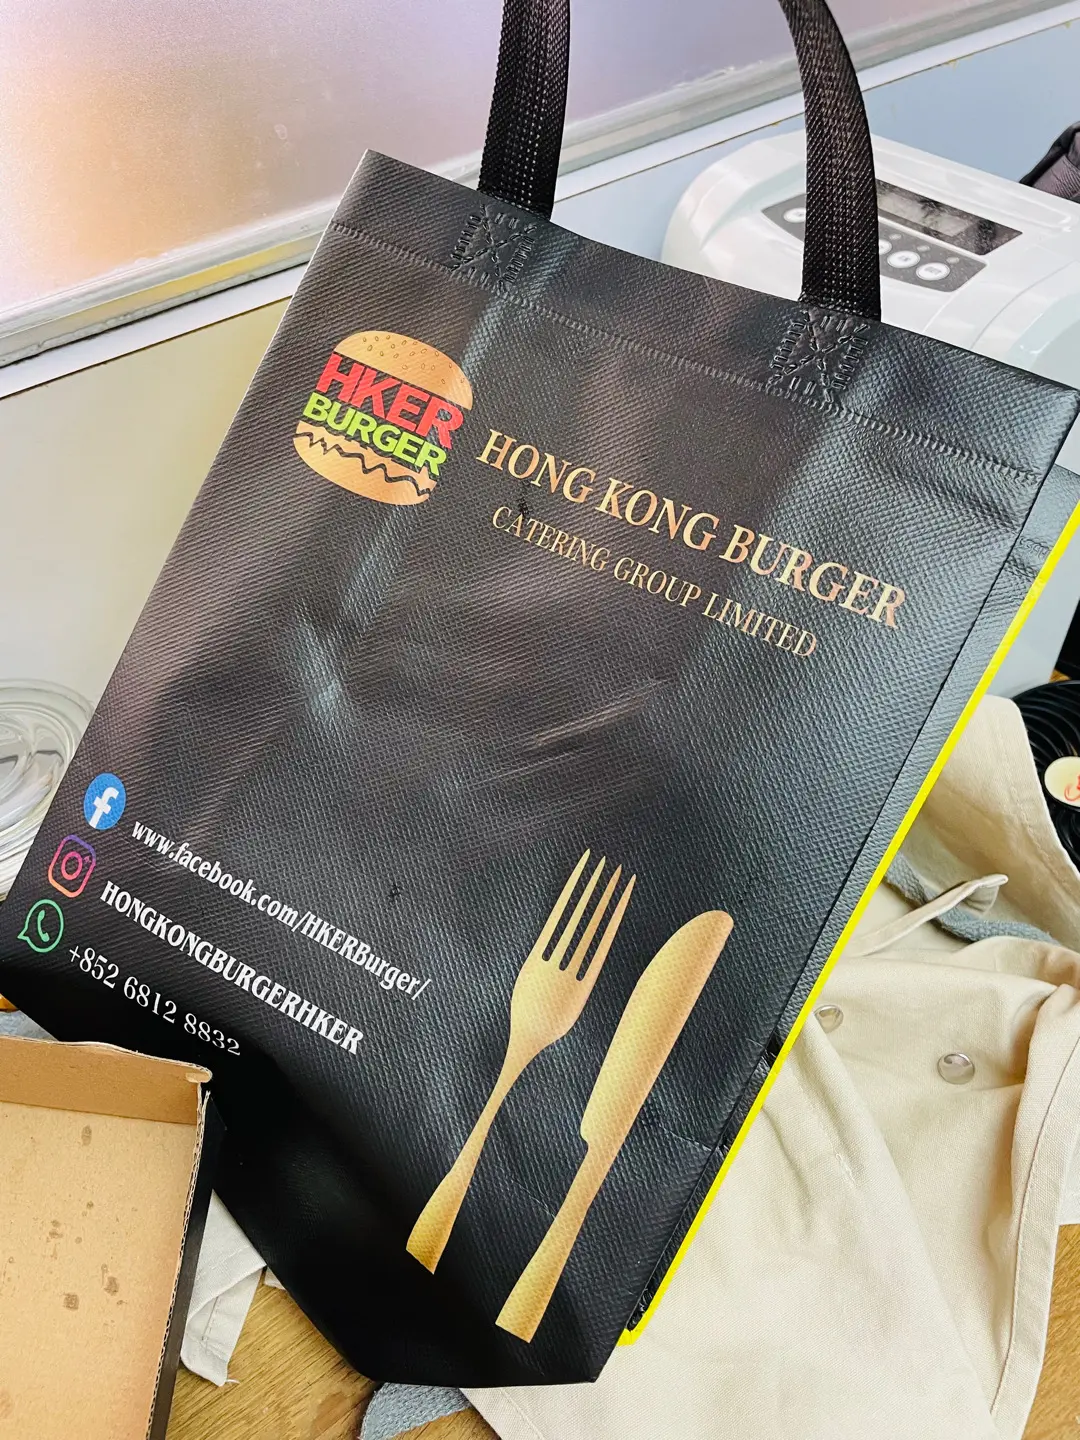 HKER
BURGER
HONG KONG BURGER
CATERING GROUP LIMITED
www.facebook.com/HKERBurger/
HONGKONGBURGERHKER
+852 6812 8832